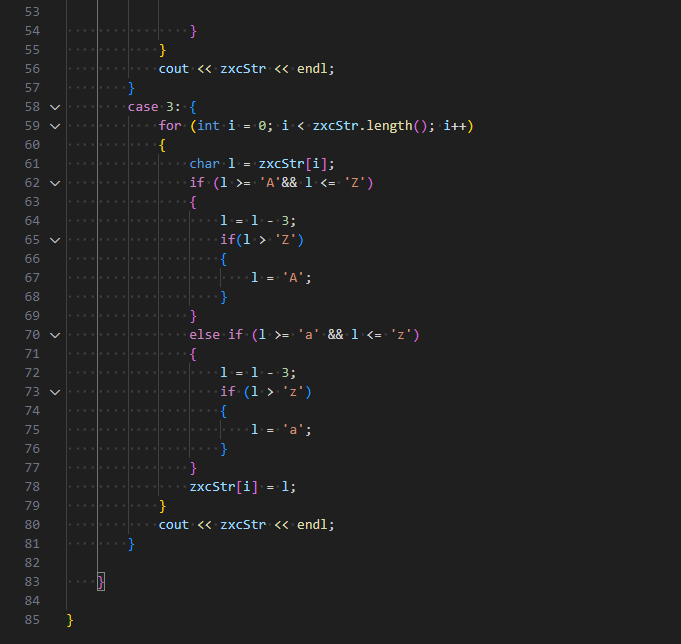 53
54 }
55 }
56 cout << zxcStr << endl;
57 }
58 case 3: {
59 for (int i = 0; i < zxcStr.length(); i++)
60 {
61 char l = zxcStr[i];
62 if (l >= 'A'&& l <= 'Z')
63 {
64 l = l - 3;
65 if(l > 'Z')
66 {
67 l = 'A';
68 }
69 }
70 else if (l >= 'a' && l <= 'z')
71 {
72 l = l - 3;
73 if (l > 'z')
74 {
75 l = 'a';
76 }
77 }
78 zxcStr[i] = l;
79 }
80 cout << zxcStr << endl;
81 }
82
83 }
84
85 }